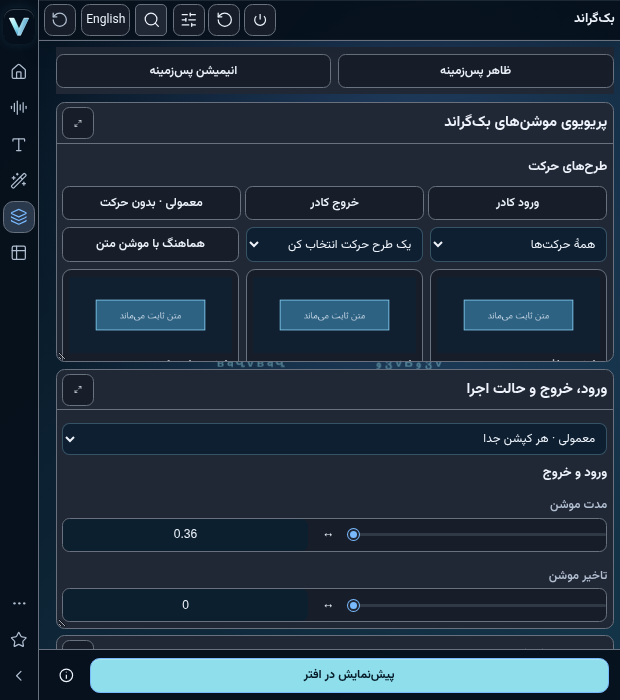 بک‌گراند
English
ظاهر پس‌زمینه
انیمیشن پس‌زمینه
پریویوی موشن‌های بک‌گراند
طرح‌های حرکت
ورود کادر
خروج کادر
معمولی · بدون حرکت
همهٔ حرکت‌ها
یک طرح حرکت انتخاب کن
هماهنگ با موشن متن
متن ثابت می‌ماند
متن ثابت می‌ماند
متن ثابت می‌ماند
ورود، خروج و حالت اجرا
معمولی · هر کپشن جدا
ورود و خروج
مدت موشن
0.36
تاخیر موشن
0
پیش‌نمایش در افتر